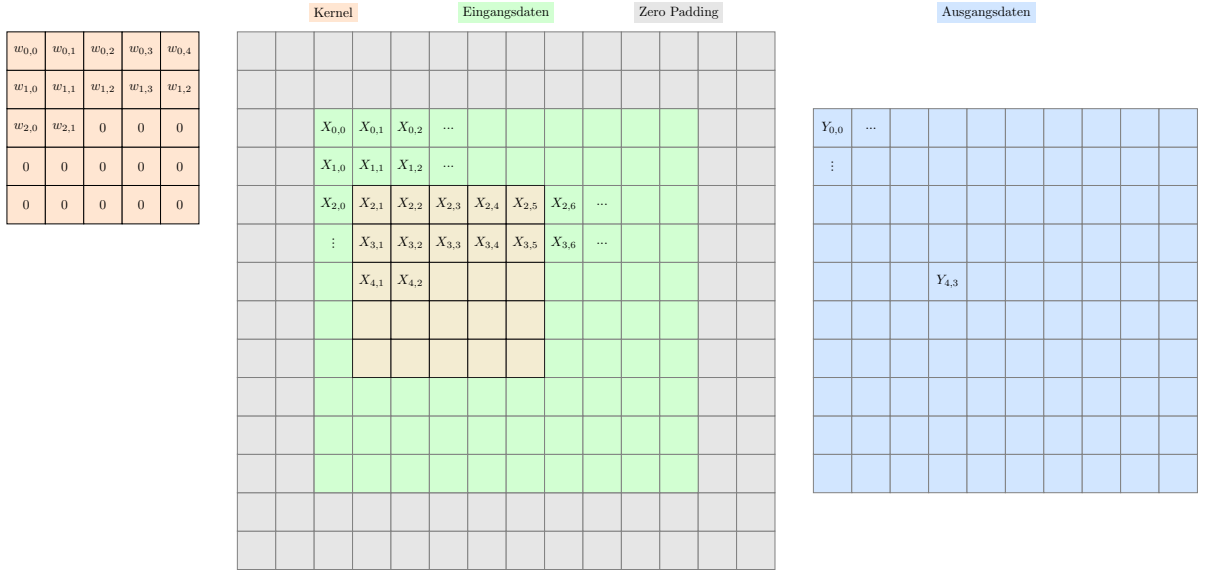 Kernel Eingangsdaten Zero Padding Ausgangsdaten
w0,0 w0,1 w0,2 w0,3 w0,4
w1,0 w1,1 w1,2 w1,3 w1,2
w2,0 w2,1 0 0 0
0 0 0 0 0
0 0 0 0 0
X0,0 X0,1 X0,2 ...
X1,0 X1,1 X1,2 ...
X2,0 X2,1 X2,2 X2,3 X2,4 X2,5 X2,6 ...
⋮ X3,1 X3,2 X3,3 X3,4 X3,5 X3,6 ...
X4,1 X4,2
Y0,0 ...
⋮
Y4,3